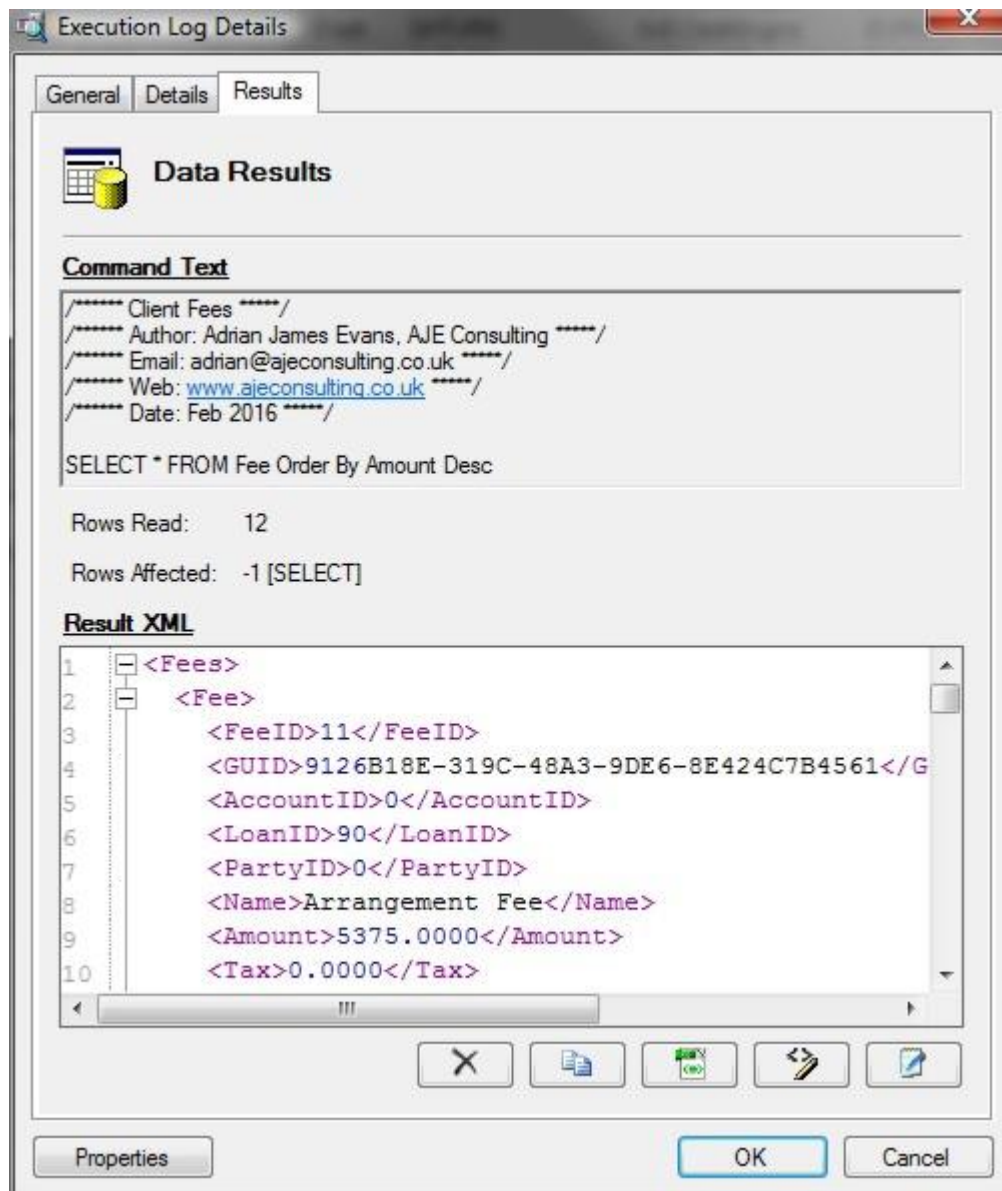 Execution Log Details
General Details Results
Data Results
Command Text
/****** Client Fees *****/
/****** Author: Adrian James Evans, AJE Consulting *****/
/****** Email: adrian@ajeconsulting.co.uk *****/
/****** Web: www.ajeconsulting.co.uk *****/
/****** Date: Feb 2016 *****/
SELECT * FROM Fee Order By Amount Desc
Rows Read: 12
Rows Affected: -1 [SELECT]
Result XML
1 <Fees>
2 <Fee>
3 <FeeID>11</FeeID>
4 <GUID>9126B18E-319C-48A3-9DE6-8E424C7B4561</G
5 <AccountID>0</AccountID>
6 <LoanID>90</LoanID>
7 <PartyID>0</PartyID>
8 <Name>Arrangement Fee</Name>
9 <Amount>5375.0000</Amount>
10 <Tax>0.0000</Tax>
Properties OK Cancel